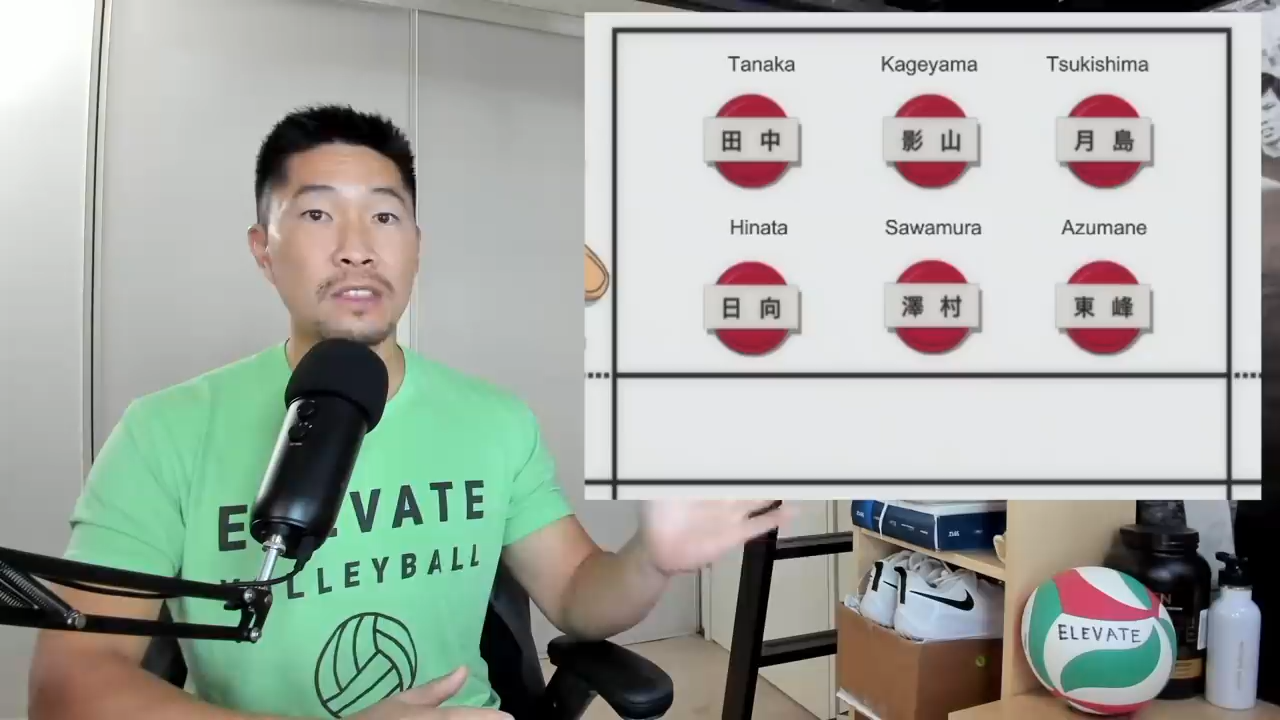 Tanaka Kageyama Tsukishima
田中 影山 月島
Hinata Sawamura Azumane
日向 澤村 東峰
ELEVATE
VOLLEYBALL
ELEVATE